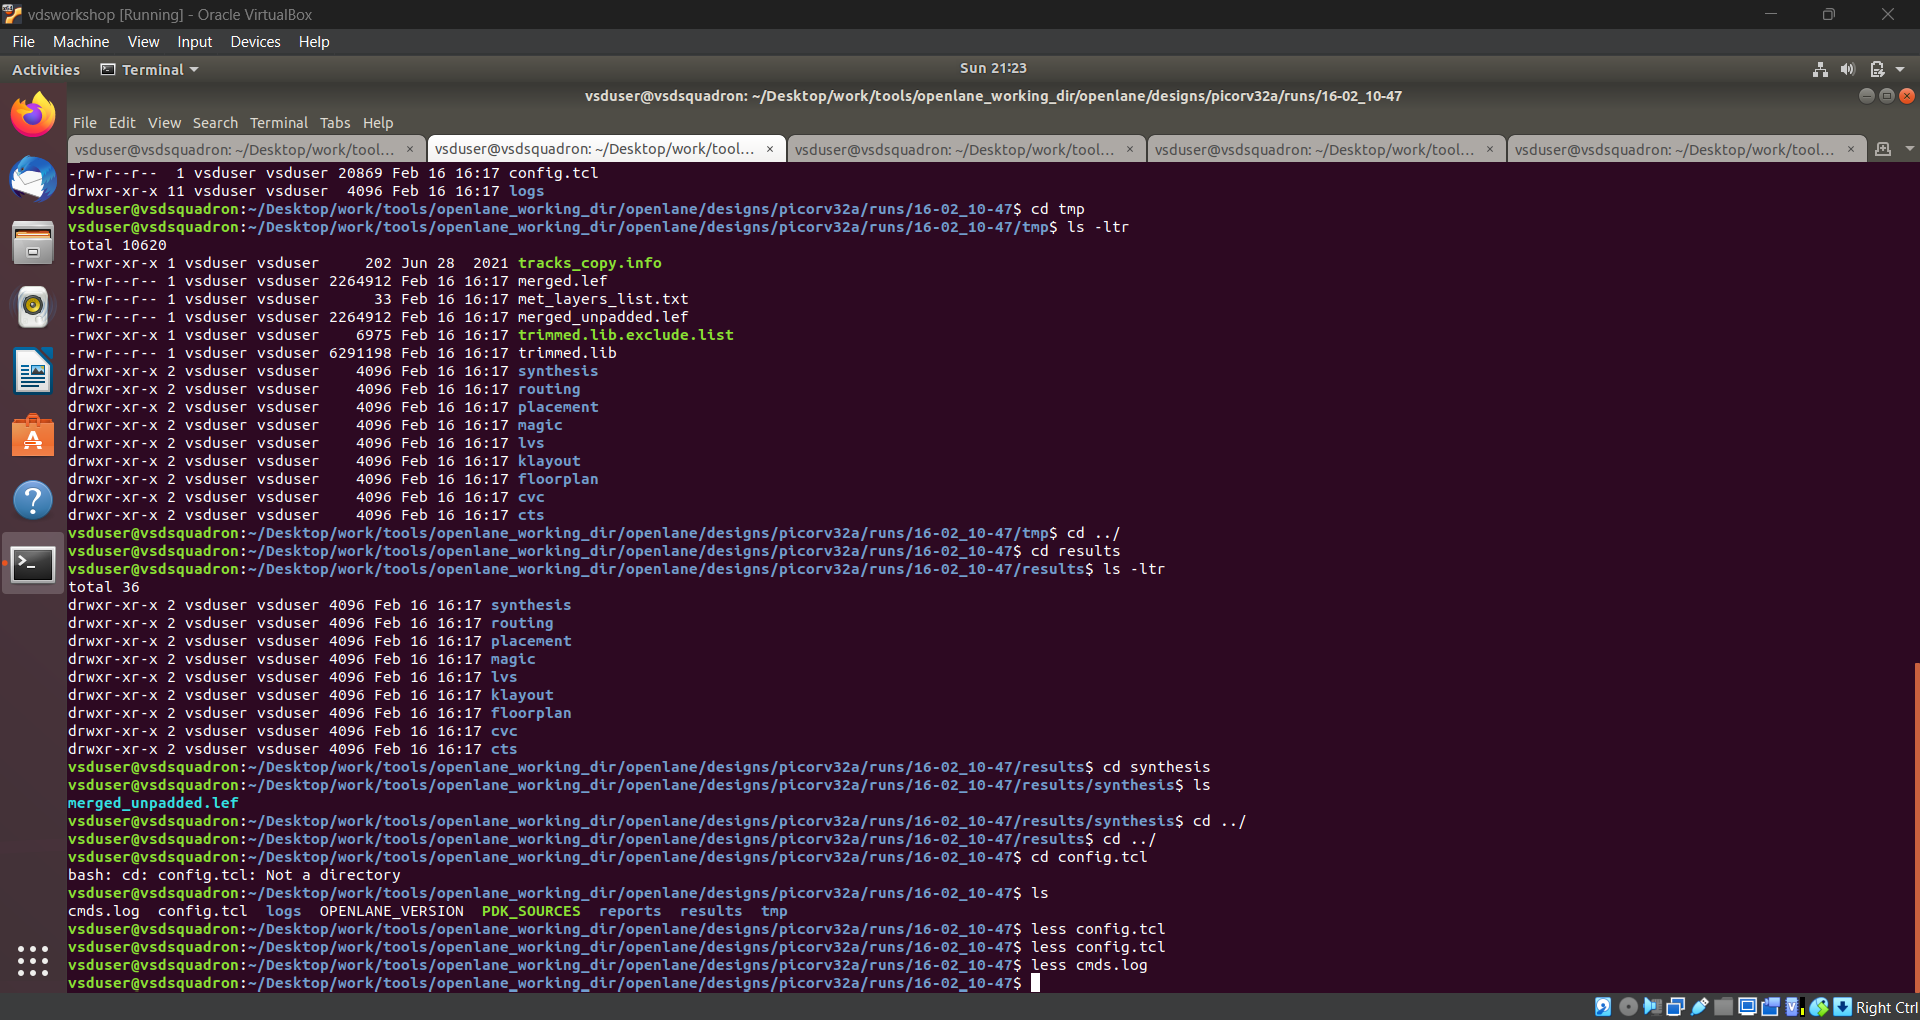 vdsworkshop [Running] - Oracle VirtualBox
File Machine View Input Devices Help
Activities Terminal Sun 21:23
vsduser@vsdsquadron: ~/Desktop/work/tools/openlane_working_dir/openlane/designs/picorv32a/runs/16-02_10-47
File Edit View Search Terminal Tabs Help
vsduser@vsdsquadron: ~/Desktop/work/tool... × vsduser@vsdsquadron: ~/Desktop/work/tool... × vsduser@vsdsquadron: ~/Desktop/work/tool... × vsduser@vsdsquadron: ~/Desktop/work/tool... × vsduser@vsdsquadron: ~/Desktop/work/tool... ×
-rw-r--r--  1 vsduser vsduser 20869 Feb 16 16:17 config.tcl
drwxr-xr-x 11 vsduser vsduser  4096 Feb 16 16:17 logs
vsduser@vsdsquadron:~/Desktop/work/tools/openlane_working_dir/openlane/designs/picorv32a/runs/16-02_10-47$ cd tmp
vsduser@vsdsquadron:~/Desktop/work/tools/openlane_working_dir/openlane/designs/picorv32a/runs/16-02_10-47/tmp$ ls -ltr
total 10620
-rwxr-xr-x 1 vsduser vsduser     202 Jun 28  2021 tracks_copy.info
-rw-r--r-- 1 vsduser vsduser 2264912 Feb 16 16:17 merged.lef
-rw-r--r-- 1 vsduser vsduser      33 Feb 16 16:17 met_layers_list.txt
-rw-r--r-- 1 vsduser vsduser 2264912 Feb 16 16:17 merged_unpadded.lef
-rwxr-xr-x 1 vsduser vsduser    6975 Feb 16 16:17 trimmed.lib.exclude.list
-rw-r--r-- 1 vsduser vsduser 6291198 Feb 16 16:17 trimmed.lib
drwxr-xr-x 2 vsduser vsduser    4096 Feb 16 16:17 synthesis
drwxr-xr-x 2 vsduser vsduser    4096 Feb 16 16:17 routing
drwxr-xr-x 2 vsduser vsduser    4096 Feb 16 16:17 placement
drwxr-xr-x 2 vsduser vsduser    4096 Feb 16 16:17 magic
drwxr-xr-x 2 vsduser vsduser    4096 Feb 16 16:17 lvs
drwxr-xr-x 2 vsduser vsduser    4096 Feb 16 16:17 klayout
drwxr-xr-x 2 vsduser vsduser    4096 Feb 16 16:17 floorplan
drwxr-xr-x 2 vsduser vsduser    4096 Feb 16 16:17 cvc
drwxr-xr-x 2 vsduser vsduser    4096 Feb 16 16:17 cts
vsduser@vsdsquadron:~/Desktop/work/tools/openlane_working_dir/openlane/designs/picorv32a/runs/16-02_10-47/tmp$ cd ../
vsduser@vsdsquadron:~/Desktop/work/tools/openlane_working_dir/openlane/designs/picorv32a/runs/16-02_10-47$ cd results
vsduser@vsdsquadron:~/Desktop/work/tools/openlane_working_dir/openlane/designs/picorv32a/runs/16-02_10-47/results$ ls -ltr
total 36
drwxr-xr-x 2 vsduser vsduser 4096 Feb 16 16:17 synthesis
drwxr-xr-x 2 vsduser vsduser 4096 Feb 16 16:17 routing
drwxr-xr-x 2 vsduser vsduser 4096 Feb 16 16:17 placement
drwxr-xr-x 2 vsduser vsduser 4096 Feb 16 16:17 magic
drwxr-xr-x 2 vsduser vsduser 4096 Feb 16 16:17 lvs
drwxr-xr-x 2 vsduser vsduser 4096 Feb 16 16:17 klayout
drwxr-xr-x 2 vsduser vsduser 4096 Feb 16 16:17 floorplan
drwxr-xr-x 2 vsduser vsduser 4096 Feb 16 16:17 cvc
drwxr-xr-x 2 vsduser vsduser 4096 Feb 16 16:17 cts
vsduser@vsdsquadron:~/Desktop/work/tools/openlane_working_dir/openlane/designs/picorv32a/runs/16-02_10-47/results$ cd synthesis
vsduser@vsdsquadron:~/Desktop/work/tools/openlane_working_dir/openlane/designs/picorv32a/runs/16-02_10-47/results/synthesis$ ls
merged_unpadded.lef
vsduser@vsdsquadron:~/Desktop/work/tools/openlane_working_dir/openlane/designs/picorv32a/runs/16-02_10-47/results/synthesis$ cd ../
vsduser@vsdsquadron:~/Desktop/work/tools/openlane_working_dir/openlane/designs/picorv32a/runs/16-02_10-47/results$ cd ../
vsduser@vsdsquadron:~/Desktop/work/tools/openlane_working_dir/openlane/designs/picorv32a/runs/16-02_10-47$ cd config.tcl
bash: cd: config.tcl: Not a directory
vsduser@vsdsquadron:~/Desktop/work/tools/openlane_working_dir/openlane/designs/picorv32a/runs/16-02_10-47$ ls
cmds.log  config.tcl  logs  OPENLANE_VERSION  PDK_SOURCES  reports  results  tmp
vsduser@vsdsquadron:~/Desktop/work/tools/openlane_working_dir/openlane/designs/picorv32a/runs/16-02_10-47$ less config.tcl
vsduser@vsdsquadron:~/Desktop/work/tools/openlane_working_dir/openlane/designs/picorv32a/runs/16-02_10-47$ less config.tcl
vsduser@vsdsquadron:~/Desktop/work/tools/openlane_working_dir/openlane/designs/picorv32a/runs/16-02_10-47$ less cmds.log
vsduser@vsdsquadron:~/Desktop/work/tools/openlane_working_dir/openlane/designs/picorv32a/runs/16-02_10-47$
Right Ctrl